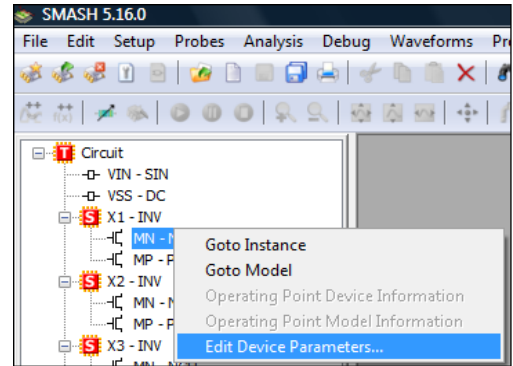 SMASH 5.16.0
File Edit Setup Probes Analysis Debug Waveforms
Circuit
VIN - SIN
VSS - DC
X1 - INV
MN -
MP -
X2 - INV
MN -
MP -
X3 - INV
Goto Instance
Goto Model
Operating Point Device Information
Operating Point Model Information
Edit Device Parameters...